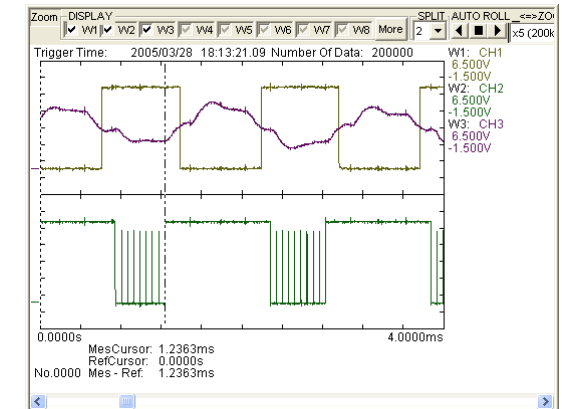 Zoom DISPLAY SPLIT AUTO ROLL <=>ZO
W1 W2 W3 W4 W5 W6 W7 W8 More 2 x5 (200k
Trigger Time: 2005/03/28 18:13:21.09 Number Of Data: 200000
W1: CH1
6.500V
-1.500V
W2: CH2
6.500V
-1.500V
W3: CH3
6.500V
-1.500V
0.0000s 4.0000ms
MesCursor: 1.2363ms
RefCursor: 0.0000s
No.0000 Mes - Ref: 1.2363ms